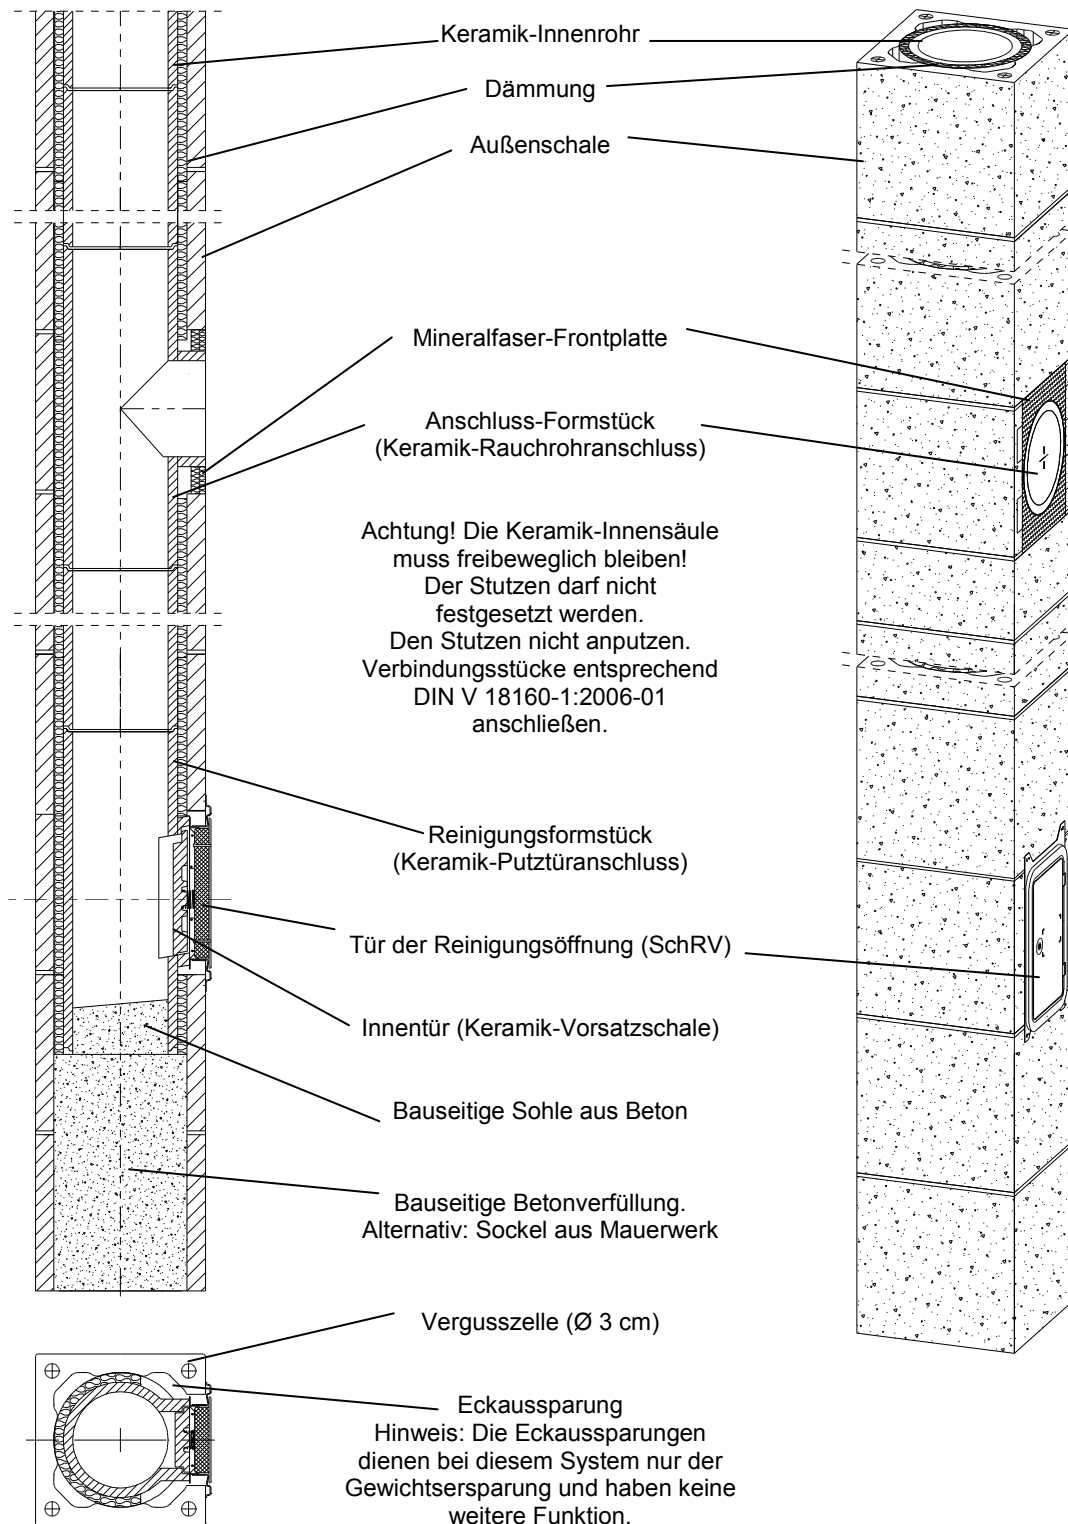 Keramik-Innenrohr
Dämmung
Außenschale
Mineralfaser-Frontplatte
Anschluss-Formstück
(Keramik-Rauchrohranschluss)
Achtung! Die Keramik-Innensäule
muss freibeweglich bleiben!
Der Stutzen darf nicht
festgesetzt werden.
Den Stutzen nicht anputzen.
Verbindungsstücke entsprechend
DIN V 18160-1:2006-01
anschließen.
Reinigungsformstück
(Keramik-Putztüranschluss)
Tür der Reinigungsöffnung (SchRV)
Innentür (Keramik-Vorsatzschale)
Bauseitige Sohle aus Beton
Bauseitige Betonverfüllung.
Alternativ: Sockel aus Mauerwerk
Vergusszelle (Ø 3 cm)
Eckaussparung
Hinweis: Die Eckaussparungen
dienen bei diesem System nur der
Gewichtsersparung und haben keine
weitere Funktion.